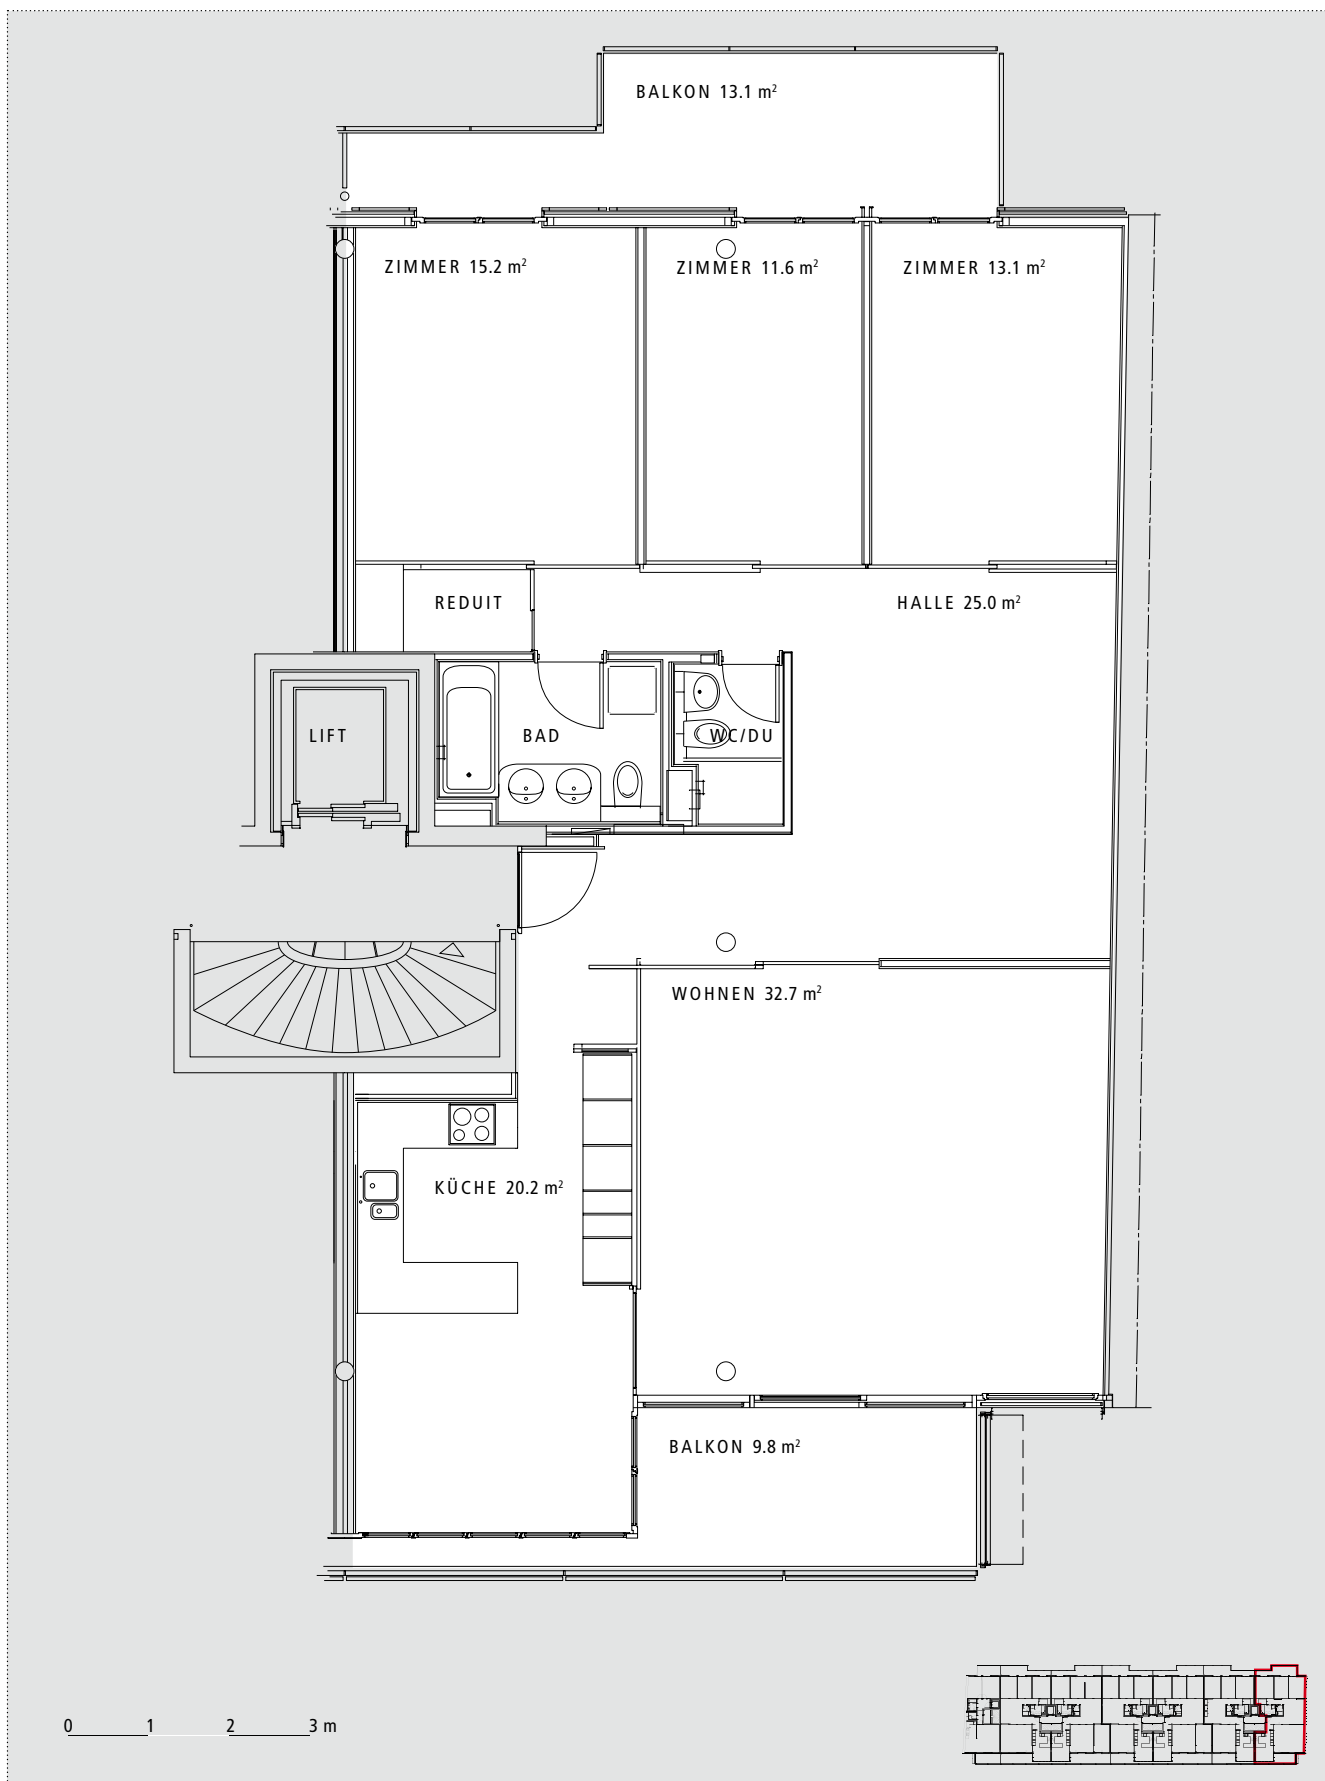 BALKON 13.1 m²
ZIMMER 15.2 m²
ZIMMER 11.6 m²
ZIMMER 13.1 m²
REDUIT
HALLE 25.0 m²
LIFT
BAD
WC/DU
WOHNEN 32.7 m²
KÜCHE 20.2 m²
BALKON 9.8 m²
0 1 2 3 m